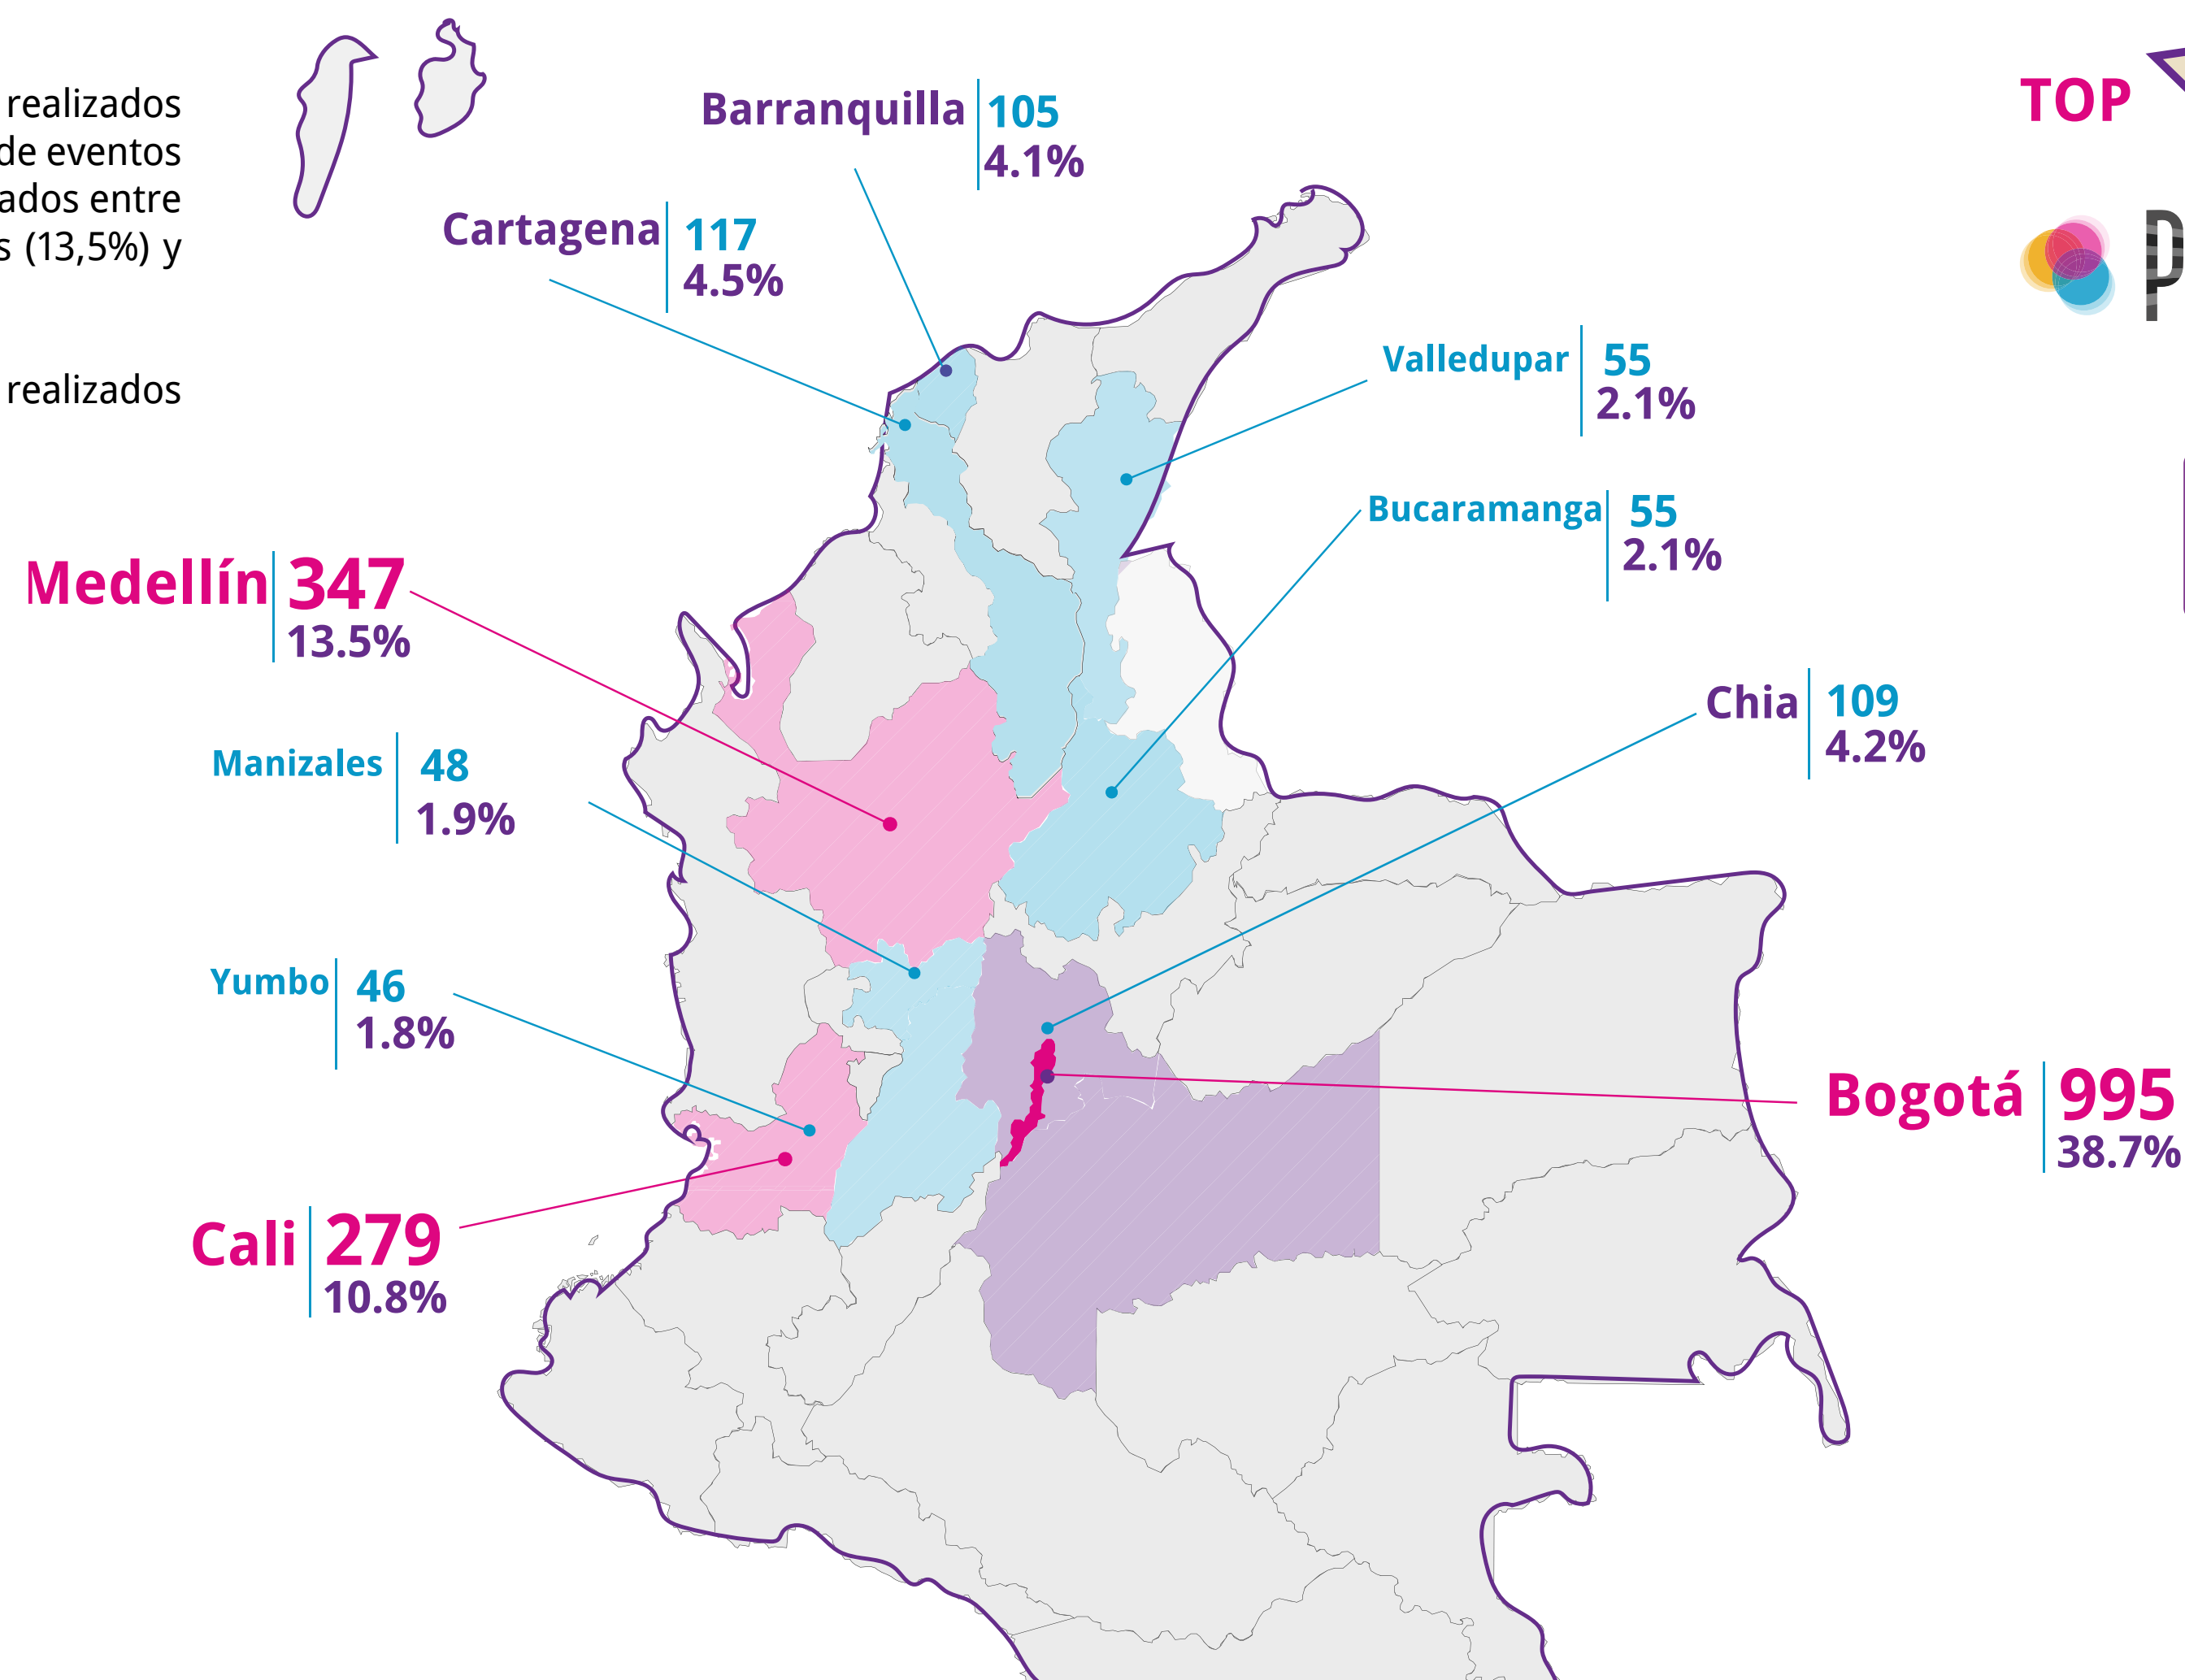 realizados
de eventos
entre
(13,5%) y
realizados
Barranquilla 105
4.1%
Cartagena 117
4.5%
TOP
Valledupar 55
2.1%
Bucaramanga 55
2.1%
Medellín 347
13.5%
Chia 109
4.2%
Manizales 48
1.9%
Yumbo 46
1.8%
Bogotá 995
38.7%
Cali 279
10.8%